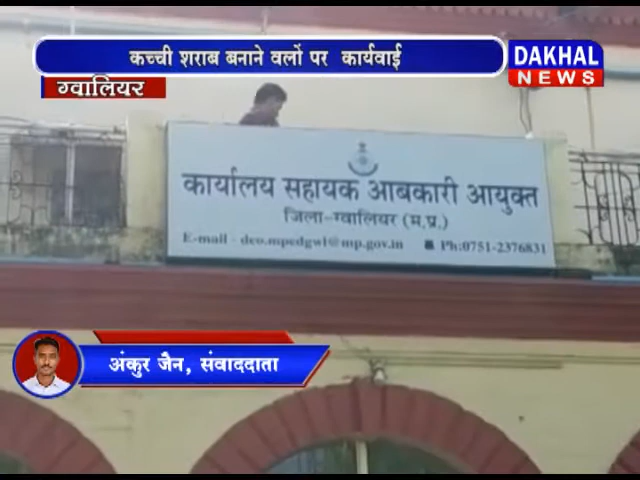 कच्ची शराब बनाने वलों पर कार्यवाई
DAKHAL
NEWS
ग्वालियर
कार्यालय सहायक आबकारी आयुक्त
जिला-ग्वालियर (म.प्र.)
E-mail - deo.mpedgwl@mp.gov.in Ph:0751-2376831
अंकुर जैन, संवाददाता